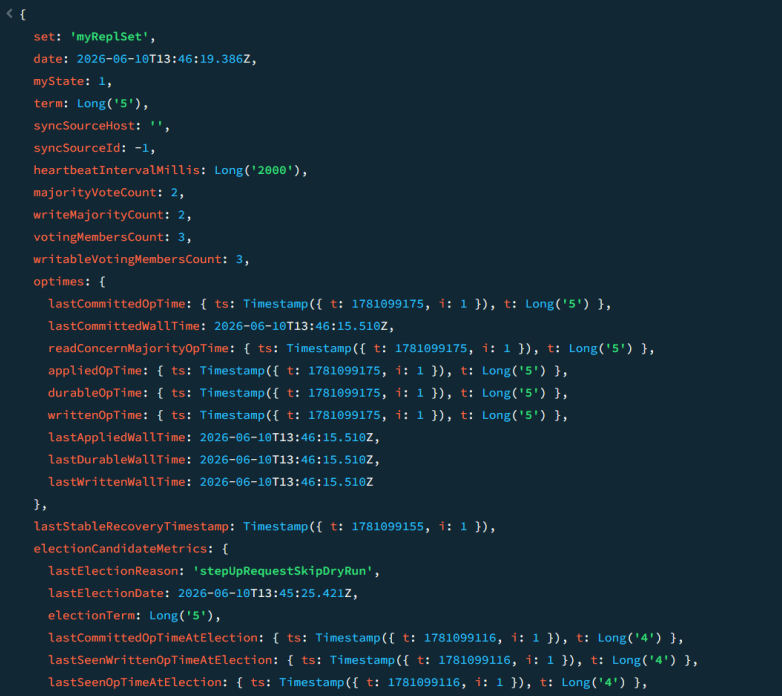 {
set: 'myReplSet',
date: 2026-06-10T13:46:19.386Z,
myState: 1,
term: Long('5'),
syncSourceHost: '',
syncSourceId: -1,
heartbeatIntervalMillis: Long('2000'),
majorityVoteCount: 2,
writeMajorityCount: 2,
votingMembersCount: 3,
writableVotingMembersCount: 3,
optimes: {
lastCommittedOpTime: { ts: Timestamp({ t: 1781099175, i: 1 }), t: Long('5') },
lastCommittedWallTime: 2026-06-10T13:46:15.510Z,
readConcernMajorityOpTime: { ts: Timestamp({ t: 1781099175, i: 1 }), t: Long('5') },
appliedOpTime: { ts: Timestamp({ t: 1781099175, i: 1 }), t: Long('5') },
durableOpTime: { ts: Timestamp({ t: 1781099175, i: 1 }), t: Long('5') },
writtenOpTime: { ts: Timestamp({ t: 1781099175, i: 1 }), t: Long('5') },
lastAppliedWallTime: 2026-06-10T13:46:15.510Z,
lastDurableWallTime: 2026-06-10T13:46:15.510Z,
lastWrittenWallTime: 2026-06-10T13:46:15.510Z
},
lastStableRecoveryTimestamp: Timestamp({ t: 1781099155, i: 1 }),
electionCandidateMetrics: {
lastElectionReason: 'stepUpRequestSkipDryRun',
lastElectionDate: 2026-06-10T13:45:25.421Z,
electionTerm: Long('5'),
lastCommittedOpTimeAtElection: { ts: Timestamp({ t: 1781099116, i: 1 }), t: Long('4') },
lastSeenWrittenOpTimeAtElection: { ts: Timestamp({ t: 1781099116, i: 1 }), t: Long('4') },
lastSeenOpTimeAtElection: { ts: Timestamp({ t: 1781099116, i: 1 }), t: Long('4') },